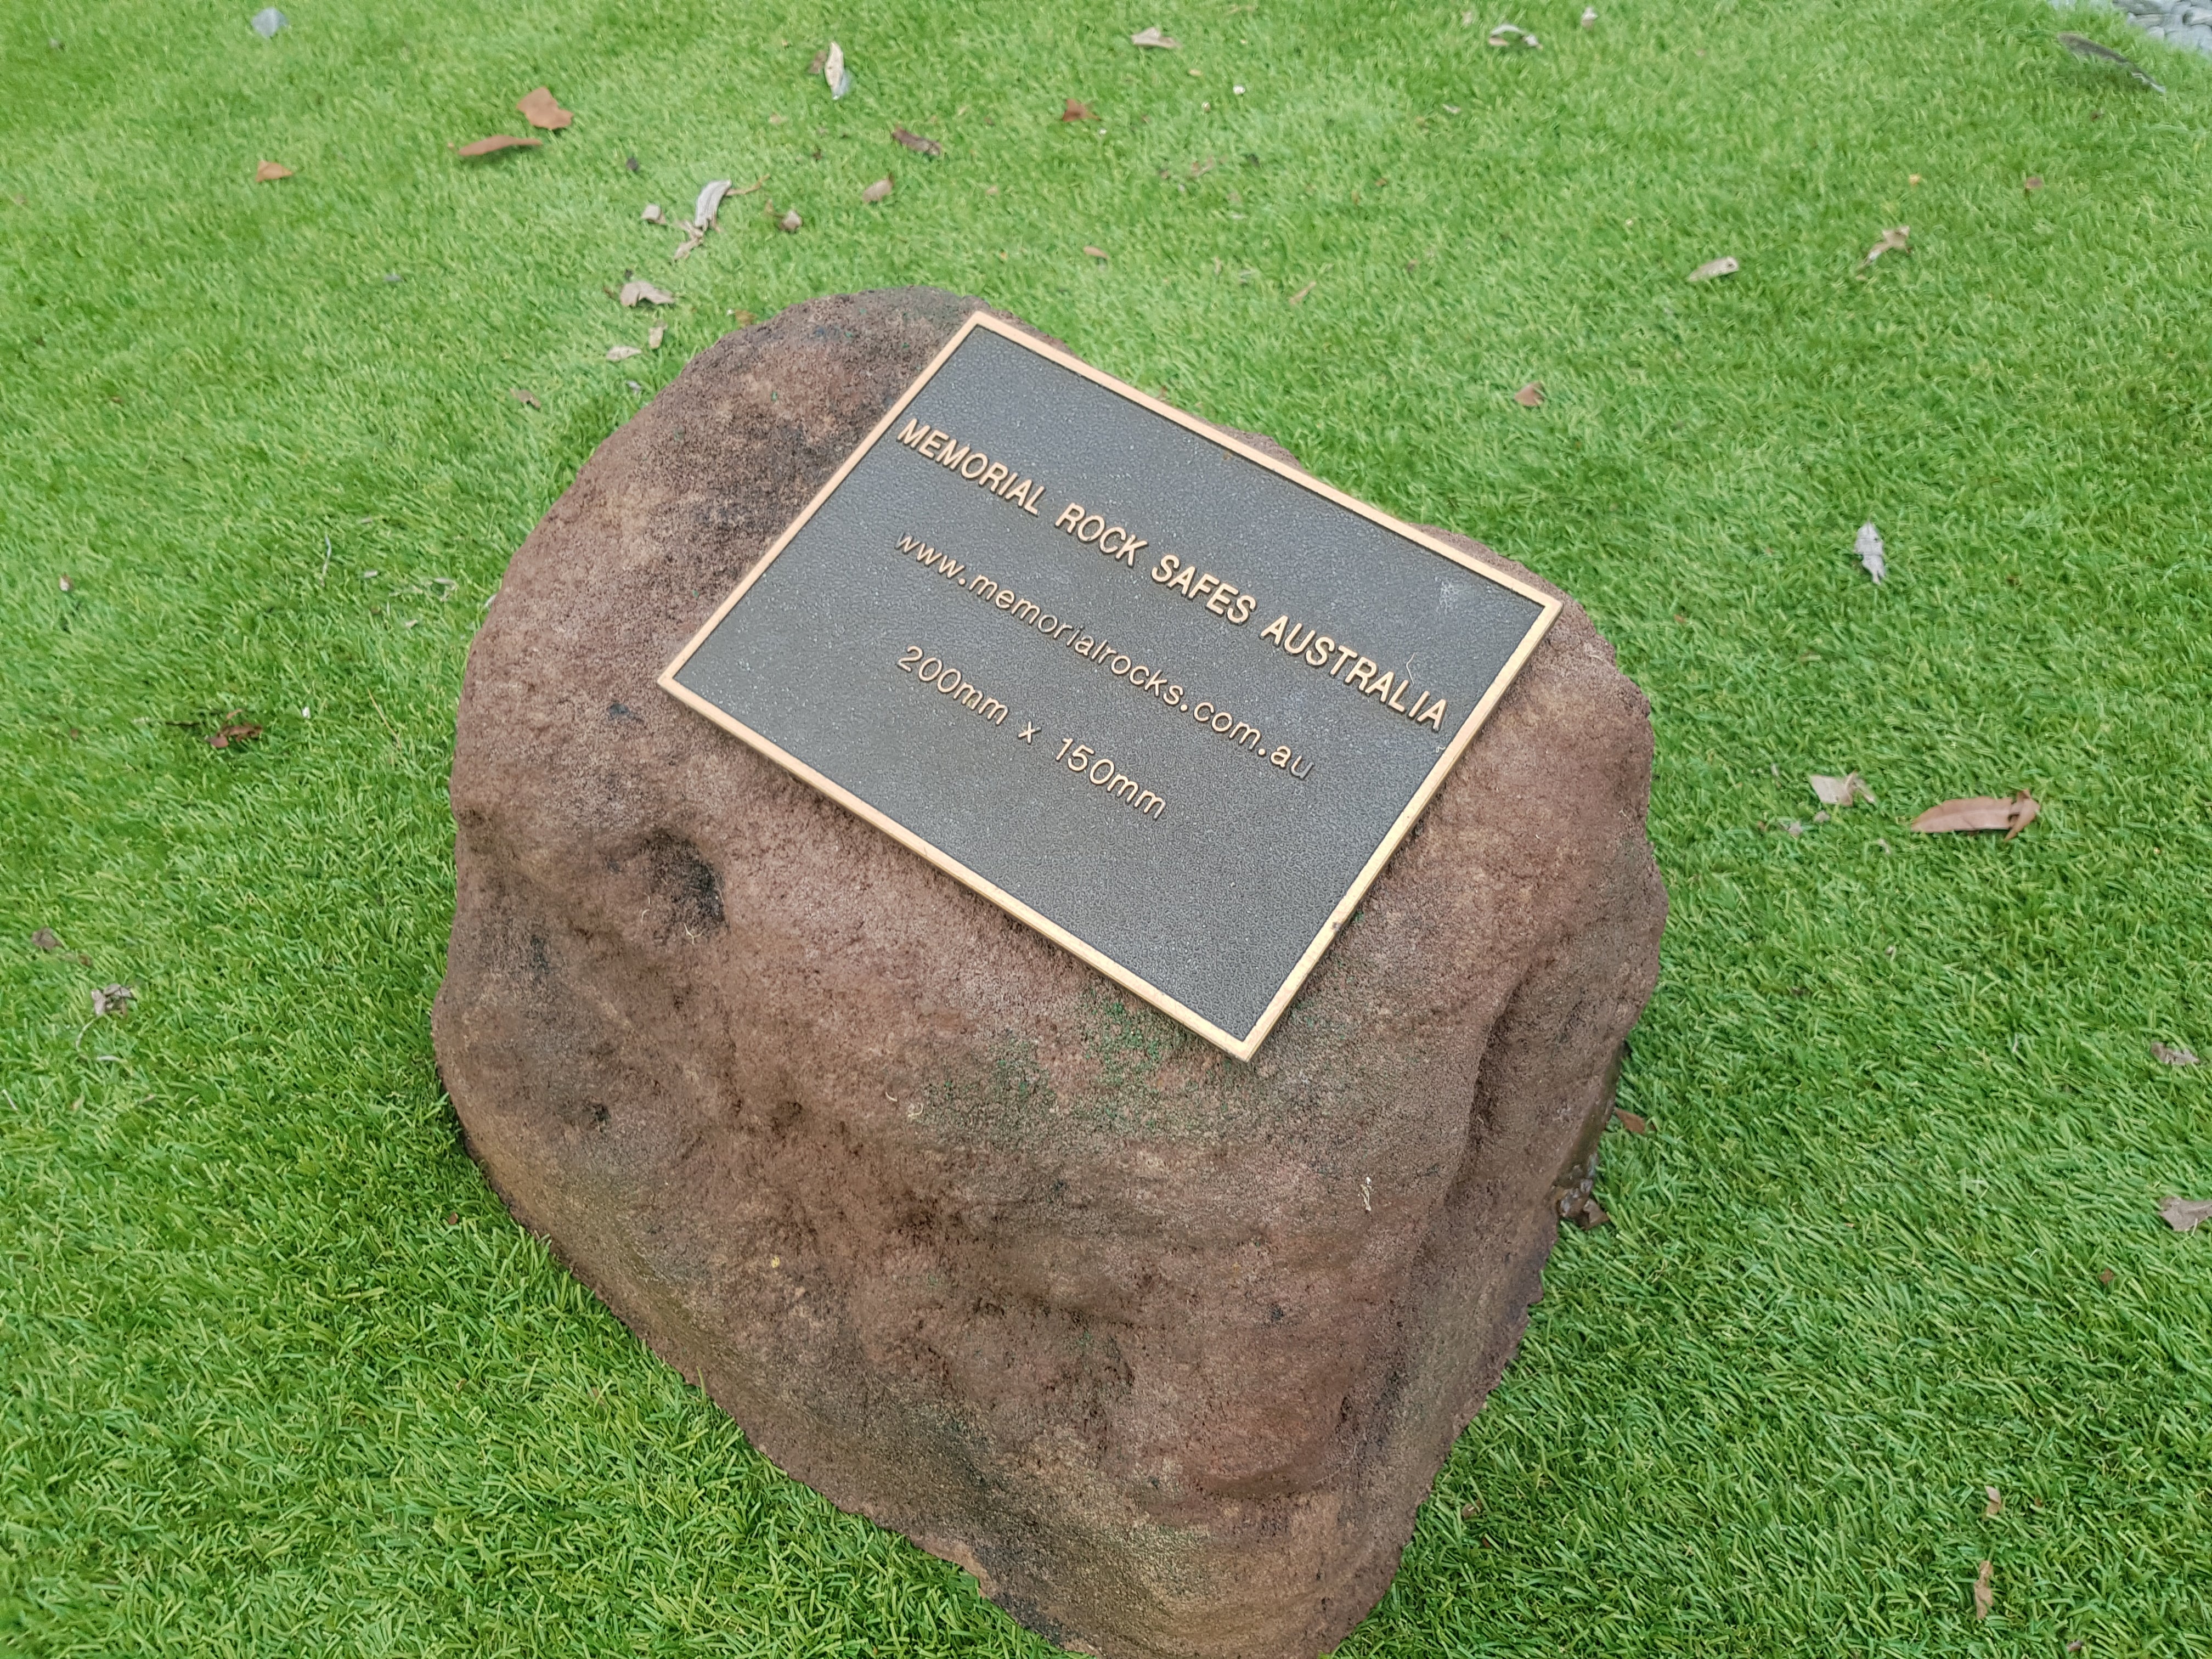 MEMORIAL ROCK SAFES AUSTRALIA
www.memorialrocks.com.au
200mm x 150mm